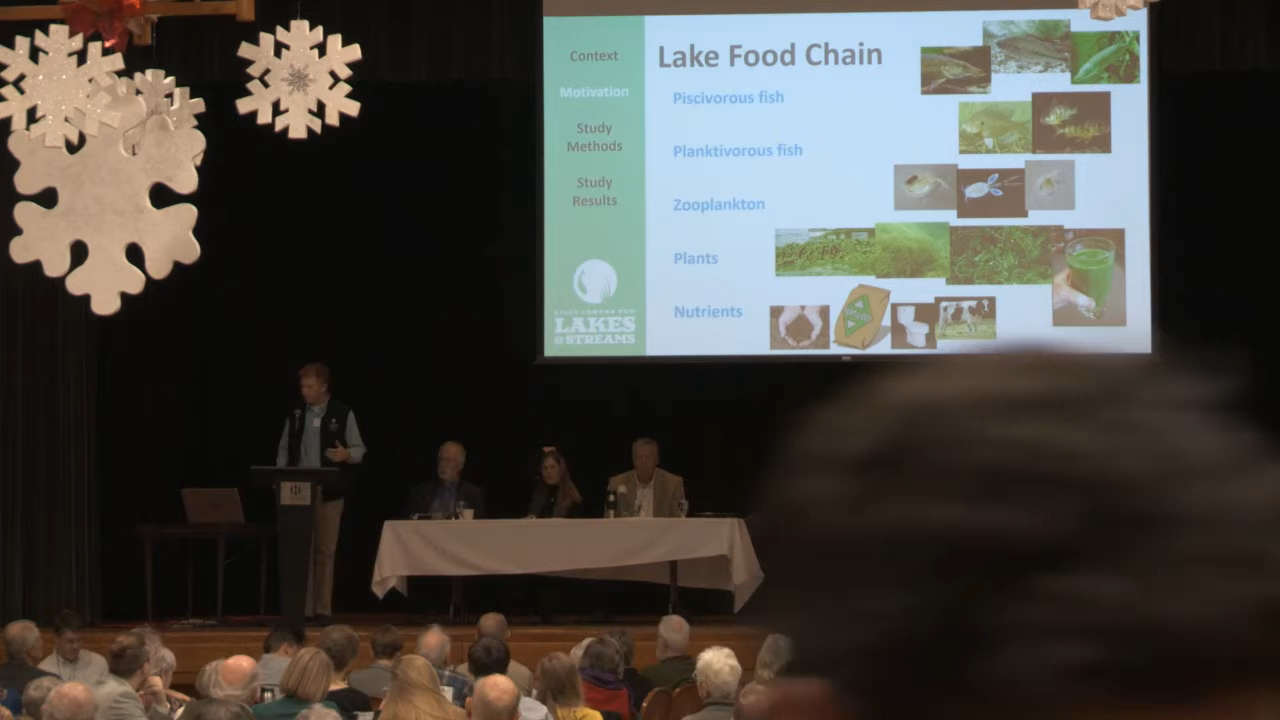 Context
Motivation
Study
Methods
Study
Results
LAKES
& STREAMS
Lake Food Chain
Piscivorous fish
Planktivorous fish
Zooplankton
Plants
Nutrients